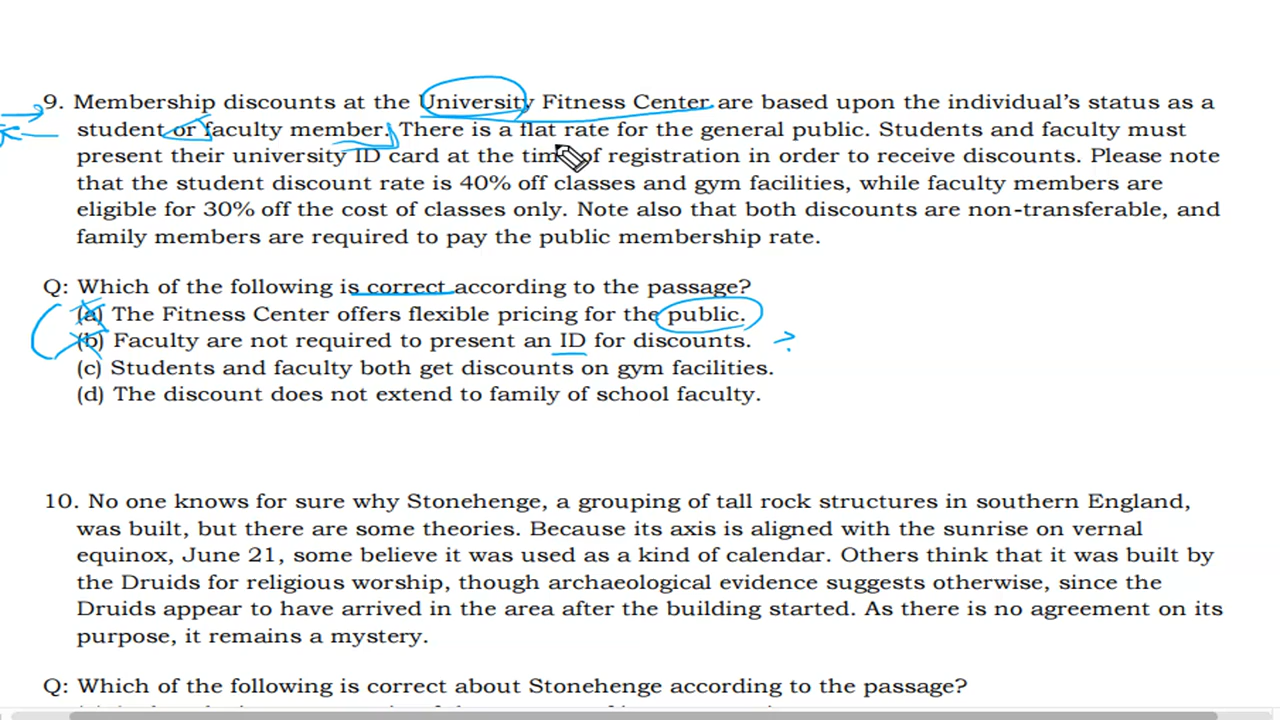 9. Membership discounts at the University Fitness Center are based upon the individual's status as a
student or faculty member. There is a flat rate for the general public. Students and faculty must
present their university ID card at the time of registration in order to receive discounts. Please note
that the student discount rate is 40% off classes and gym facilities, while faculty members are
eligible for 30% off the cost of classes only. Note also that both discounts are non-transferable, and
family members are required to pay the public membership rate.
Q: Which of the following is correct according to the passage?
(a) The Fitness Center offers flexible pricing for the public.
(b) Faculty are not required to present an ID for discounts. ?
(c) Students and faculty both get discounts on gym facilities.
(d) The discount does not extend to family of school faculty.
10. No one knows for sure why Stonehenge, a grouping of tall rock structures in southern England,
was built, but there are some theories. Because its axis is aligned with the sunrise on vernal
equinox, June 21, some believe it was used as a kind of calendar. Others think that it was built by
the Druids for religious worship, though archaeological evidence suggests otherwise, since the
Druids appear to have arrived in the area after the building started. As there is no agreement on its
purpose, it remains a mystery.
Q: Which of the following is correct about Stonehenge according to the passage?